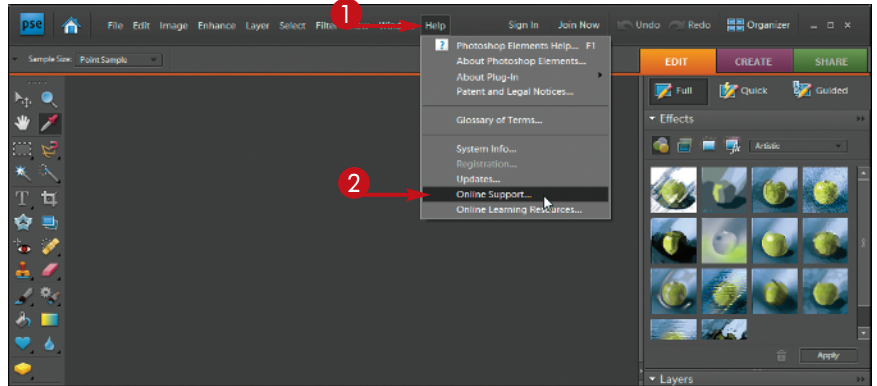 1
pse File Edit Image Enhance Layer Select Filter Help Sign In Join Now Undo Redo Organizer
Sample Size: Point Sample
? Photoshop Elements Help... F1
About Photoshop Elements...
About Plug-In
Patent and Legal Notices...
Glossary of Terms...
System Info...
Registration...
Updates...
2
Online Support...
Online Learning Resources...
EDIT CREATE SHARE
Full Quick Guided
Effects
Artistic
T
Apply
Layers